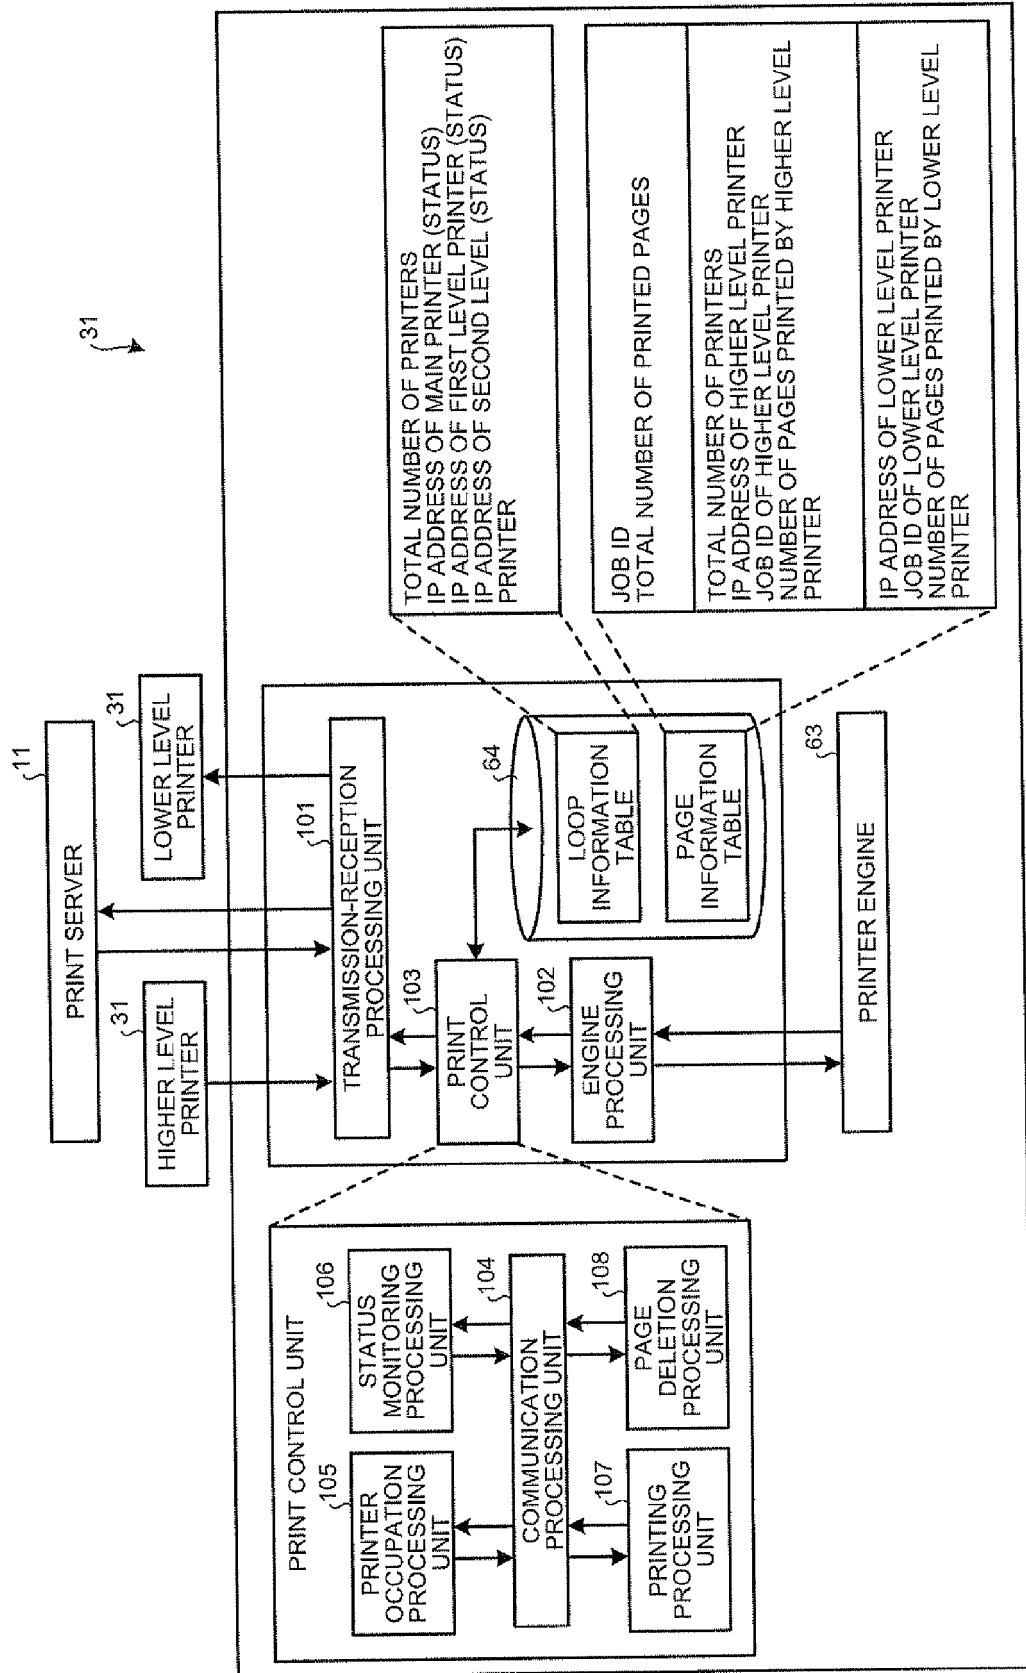 31
11
PRINT SERVER
31
HIGHER LEVEL
PRINTER
31
LOWER LEVEL
PRINTER
PRINT CONTROL UNIT
105
PRINTER
OCCUPATION
PROCESSING
UNIT
106
STATUS
MONITORING
PROCESSING
UNIT
104
COMMUNICATION
PROCESSING UNIT
107
PRINTING
PROCESSING
UNIT
108
PAGE
DELETION
PROCESSING
UNIT
101
TRANSMISSION-RECEPTION
PROCESSING UNIT
103
PRINT
CONTROL
UNIT
102
ENGINE
PROCESSING
UNIT
64
LOOP
INFORMATION
TABLE
PAGE
INFORMATION
TABLE
63
PRINTER ENGINE
TOTAL NUMBER OF PRINTERS
IP ADDRESS OF MAIN PRINTER (STATUS)
IP ADDRESS OF FIRST LEVEL PRINTER (STATUS)
IP ADDRESS OF SECOND LEVEL (STATUS)
PRINTER
JOB ID
TOTAL NUMBER OF PRINTED PAGES
TOTAL NUMBER OF PRINTERS
IP ADDRESS OF HIGHER LEVEL PRINTER
JOB ID OF HIGHER LEVEL PRINTER
NUMBER OF PAGES PRINTED BY HIGHER LEVEL
PRINTER
IP ADDRESS OF LOWER LEVEL PRINTER
JOB ID OF LOWER LEVEL PRINTER
NUMBER OF PAGES PRINTED BY LOWER LEVEL
PRINTER